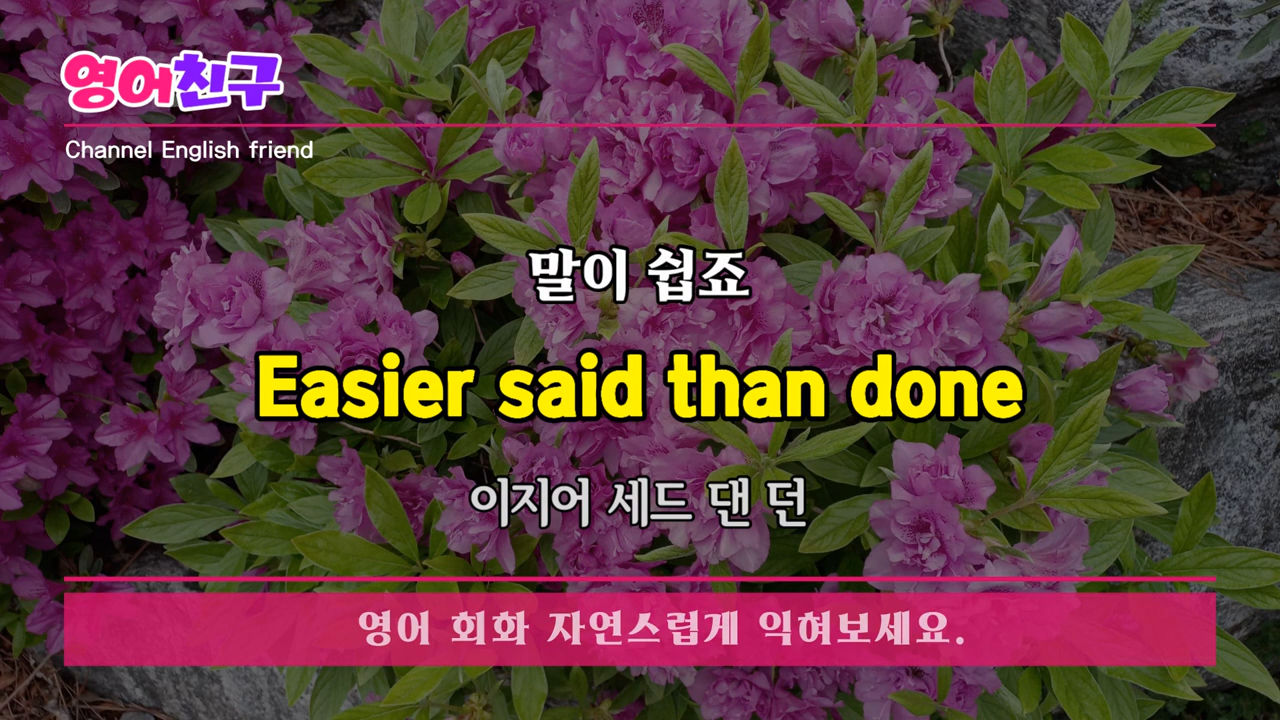 영어친구
Channel English friend
말이 쉽죠
Easier said than done
이지어 세드 댄 던
영어 회화 자연스럽게 익혀보세요.